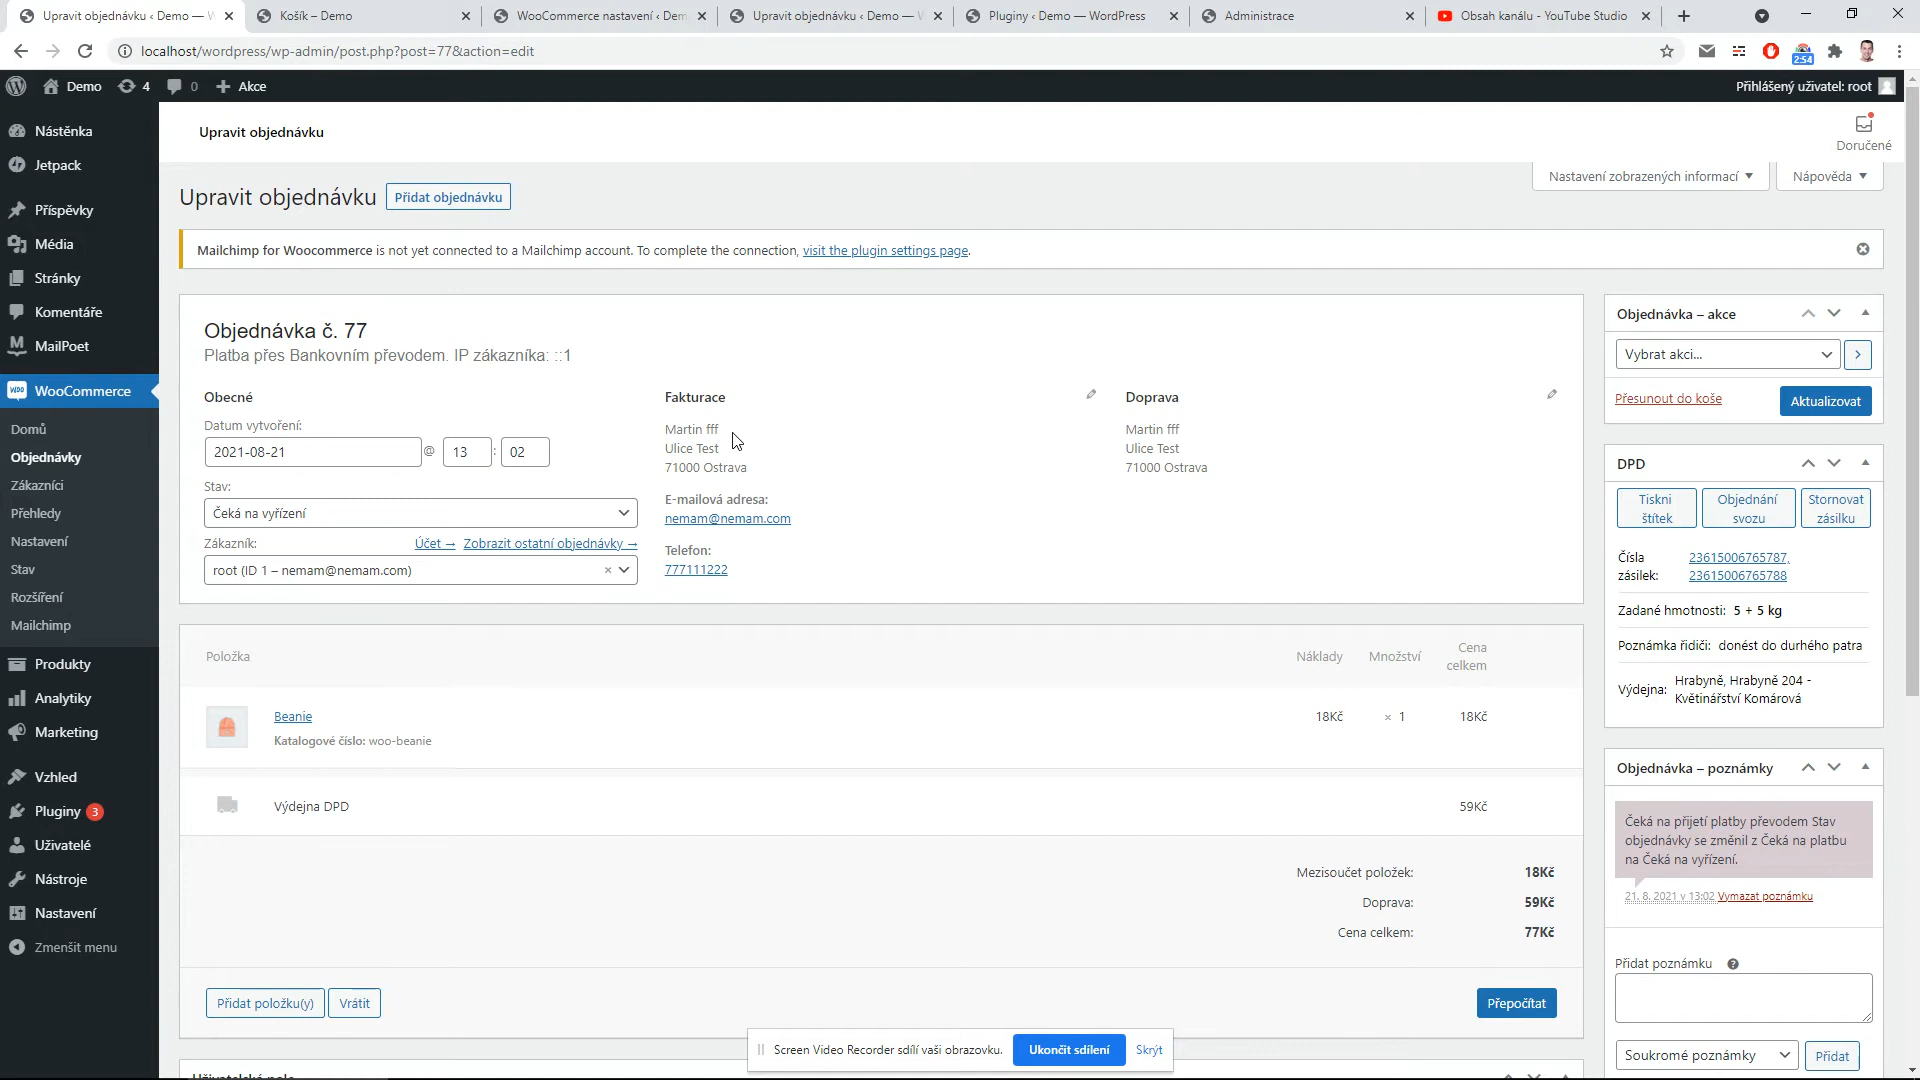 Upravit objednávku ‹ Demo — W
Košík – Demo
WooCommerce nastavení ‹ Dem
Upravit objednávku ‹ Demo — W
Pluginy ‹ Demo — WordPress
Administrace
Obsah kanálu - YouTube Studio
localhost/wordpress/wp-admin/post.php?post=77&action=edit
2:54
Demo
4
0
Akce
Přihlášený uživatel: root
Nástěnka
Jetpack
Příspěvky
Média
Stránky
Komentáře
MailPoet
WooCommerce
Domů
Objednávky
Zákazníci
Přehledy
Nastavení
Stav
Rozšíření
Mailchimp
Produkty
Analytiky
Marketing
Vzhled
Pluginy 3
Uživatelé
Nástroje
Nastavení
Zmenšit menu
Upravit objednávku
Doručené
Nastavení zobrazených informací
Nápověda
Upravit objednávku
Přidat objednávku
Mailchimp for Woocommerce is not yet connected to a Mailchimp account. To complete the connection, visit the plugin settings page.
Objednávka č. 77
Platba přes Bankovním převodem. IP zákazníka: ::1
Obecné
Datum vytvoření:
2021-08-21 @ 13 : 02
Stav:
Čeká na vyřízení
Zákazník:
Účet →
Zobrazit ostatní objednávky →
root (ID 1 – nemam@nemam.com) ×
Fakturace
Martin fff
Ulice Test
71000 Ostrava
E-mailová adresa:
nemam@nemam.com
Telefon:
777111222
Doprava
Martin fff
Ulice Test
71000 Ostrava
Položka
Náklady
Množství
Cena
celkem
Beanie
Katalogové číslo: woo-beanie
18Kč
× 1
18Kč
Výdejna DPD
59Kč
Mezisoučet položek: 18Kč
Doprava: 59Kč
Cena celkem: 77Kč
Přidat položku(y)
Vrátit
Přepočítat
Objednávka – akce
Vybrat akci...
Přesunout do koše
Aktualizovat
DPD
Tiskni
štítek
Objednání
svozu
Stornovat
zásilku
Čísla
zásilek:
23615006765787,
23615006765788
Zadané hmotnosti: 5 + 5 kg
Poznámka řidiči: donést do durhého patra
Výdejna:
Hrabyně, Hrabyně 204 -
Květinářství Komárová
Objednávka – poznámky
Čeká na přijetí platby převodem Stav
objednávky se změnil z Čeká na platbu
na Čeká na vyřízení.
21. 8. 2021 v 13:02 Vymazat poznámku
Přidat poznámku
Soukromé poznámky
Přidat
Screen Video Recorder sdílí vaši obrazovku.
Ukončit sdílení
Skrýt